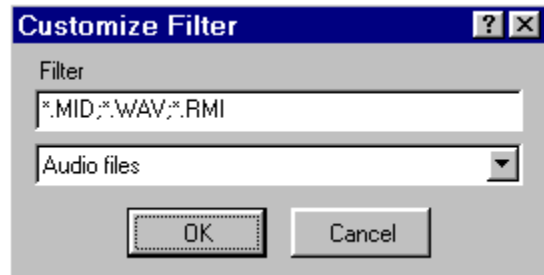 Customize Filter
Filter
*.MID;*.WAV;*.RMI
Audio files
OK
Cancel